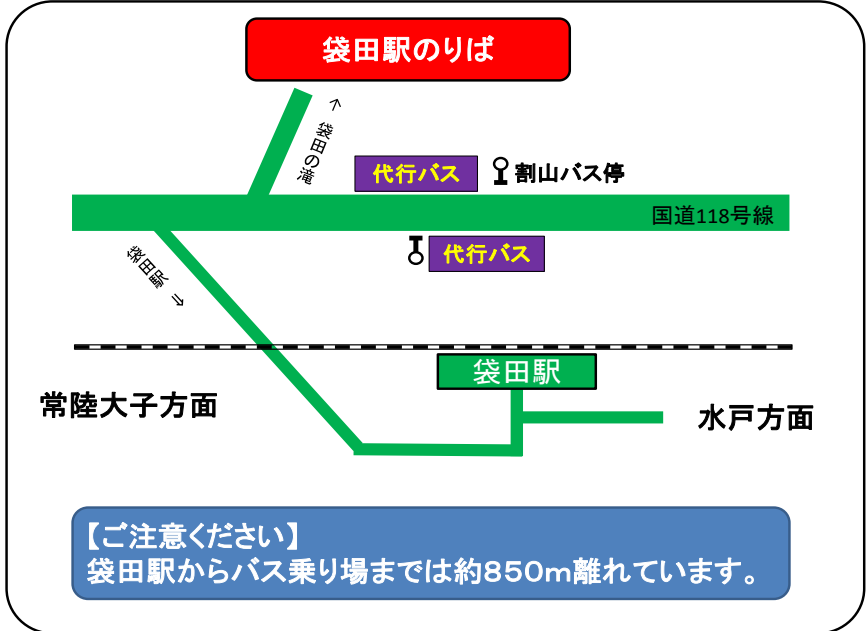 袋田駅のりば
↑ 袋田の滝
代行バス
割山バス停
国道118号線
代行バス
袋田駅 ⇒
袋田駅
常陸大子方面
水戸方面
【ご注意ください】
袋田駅からバス乗り場までは約850m離れています。